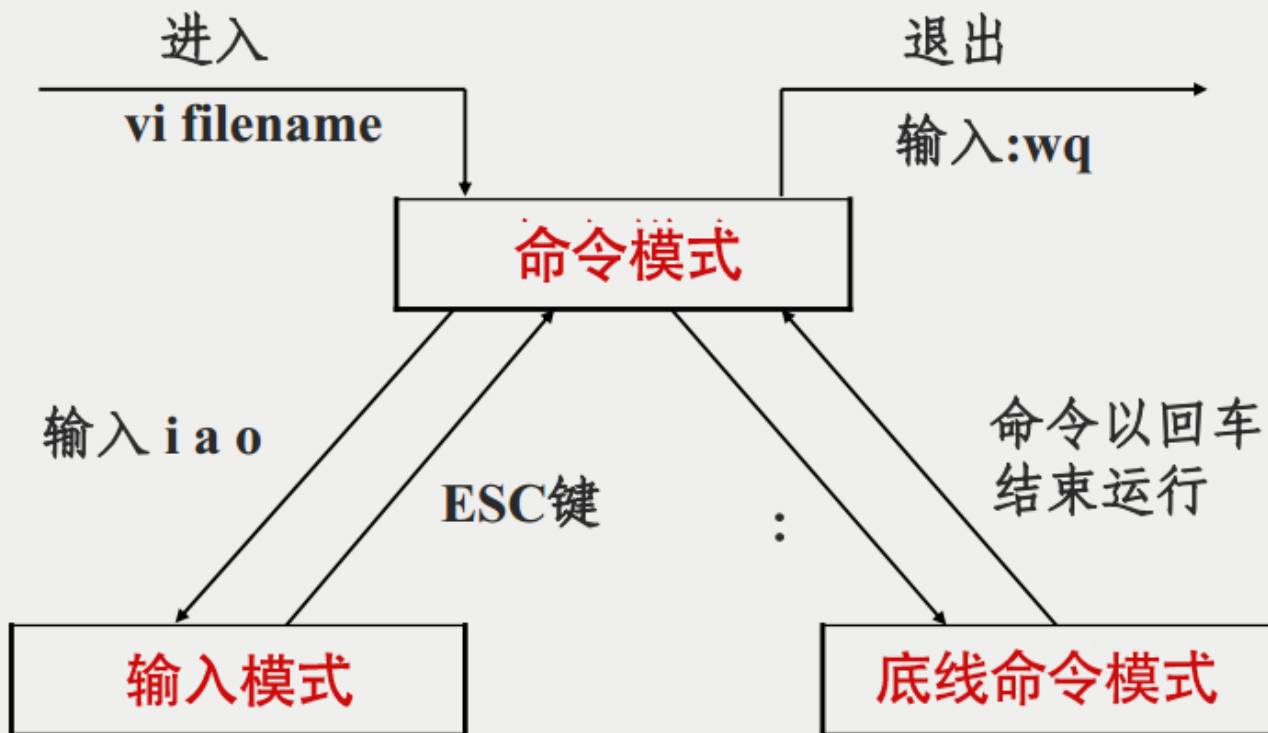 进入
vi filename
退出
输入:wq
命令模式
输入 i a o
ESC键
:
命令以回车
结束运行
输入模式
底线命令模式